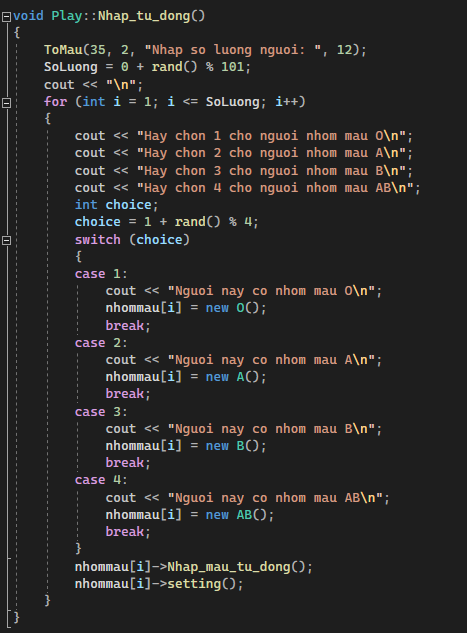 void Play::Nhap_tu_dong()
{
    ToMau(35, 2, "Nhap so luong nguoi: ", 12);
    SoLuong = 0 + rand() % 101;
    cout << "\n";
    for (int i = 1; i <= SoLuong; i++)
    {
        cout << "Hay chon 1 cho nguoi nhom mau O\n";
        cout << "Hay chon 2 cho nguoi nhom mau A\n";
        cout << "Hay chon 3 cho nguoi nhom mau B\n";
        cout << "Hay chon 4 cho nguoi nhom mau AB\n";
        int choice;
        choice = 1 + rand() % 4;
        switch (choice)
        {
        case 1:
            cout << "Nguoi nay co nhom mau O\n";
            nhommau[i] = new O();
            break;
        case 2:
            cout << "Nguoi nay co nhom mau A\n";
            nhommau[i] = new A();
            break;
        case 3:
            cout << "Nguoi nay co nhom mau B\n";
            nhommau[i] = new B();
            break;
        case 4:
            cout << "Nguoi nay co nhom mau AB\n";
            nhommau[i] = new AB();
            break;
        }
        nhommau[i]->Nhap_mau_tu_dong();
        nhommau[i]->setting();
    }
}